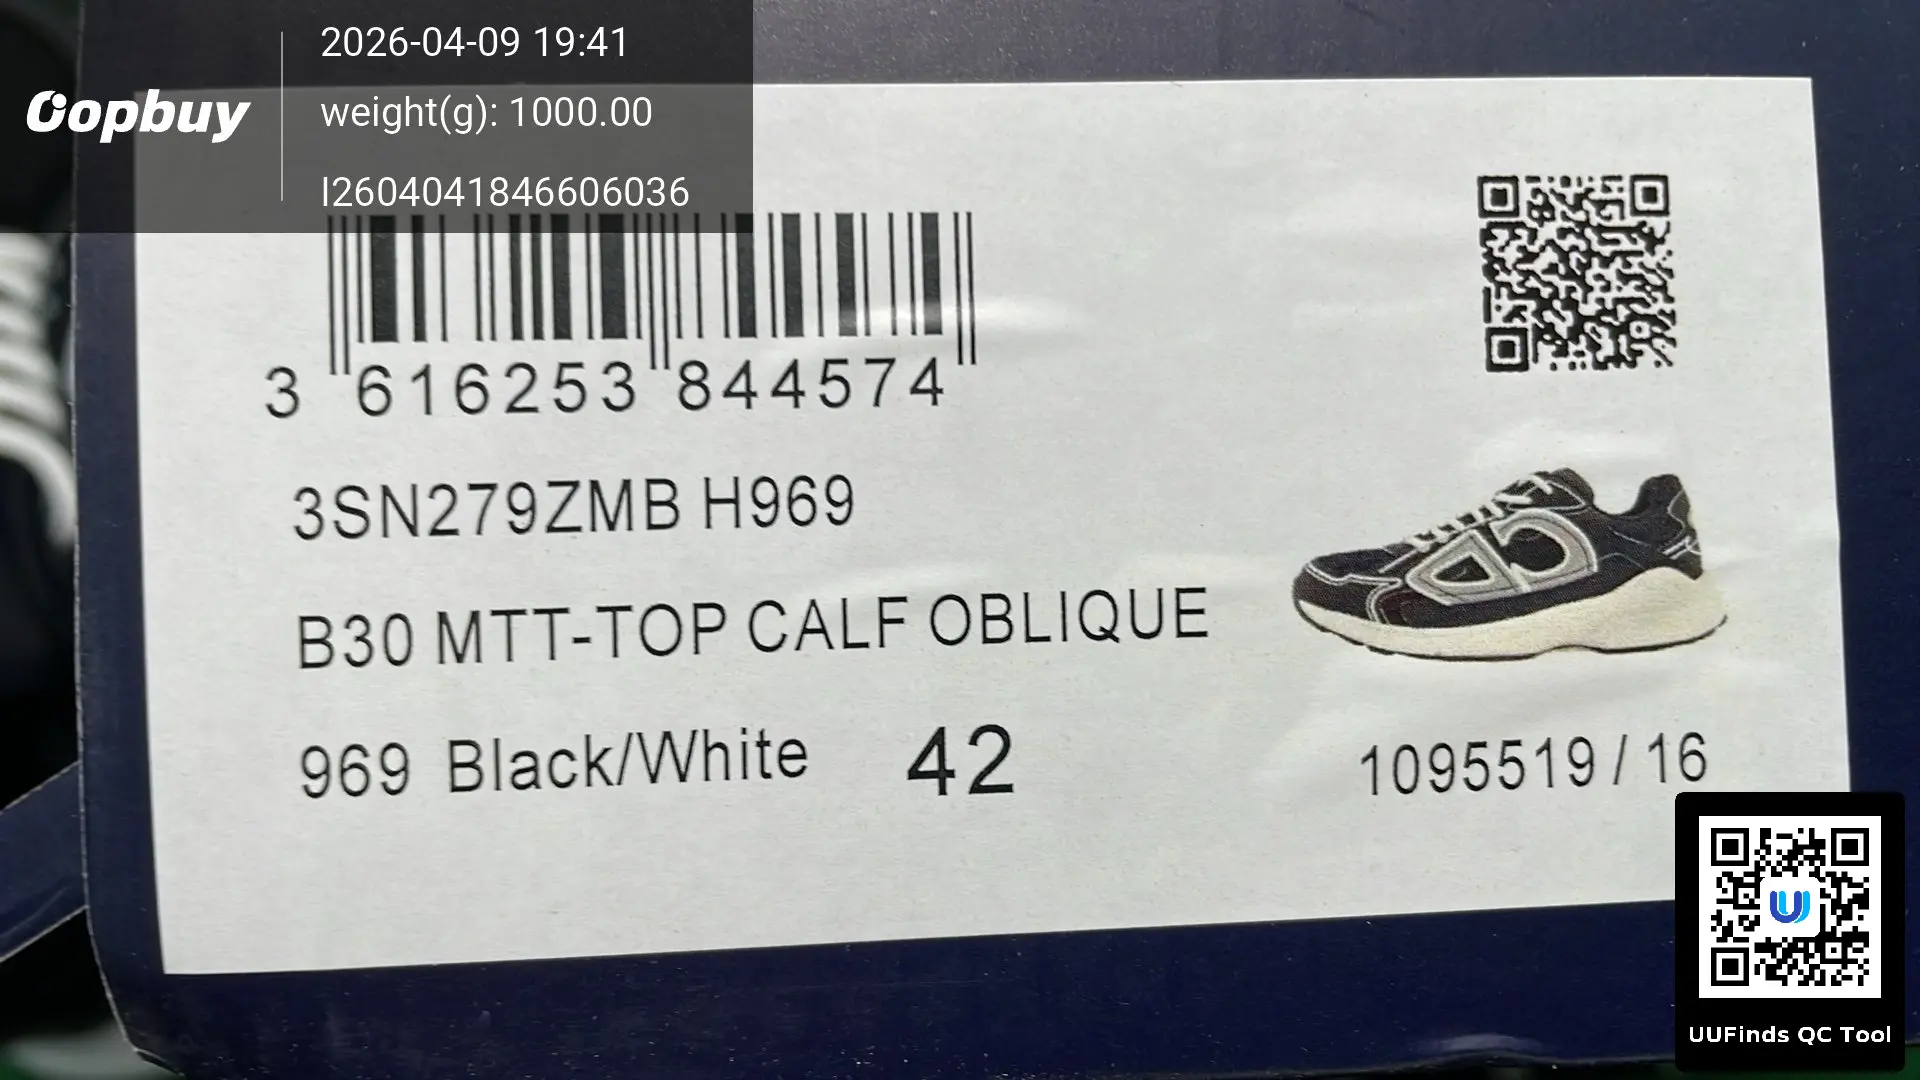 Oopbuy
2026-04-09 19:41
weight(g): 1000.00
I2604041846606036
3 616253 844574
3SN279ZMB H969
B30 MTT-TOP CALF OBLIQUE
969 Black/White 42
1095519 / 16
UUFinds QC Tool